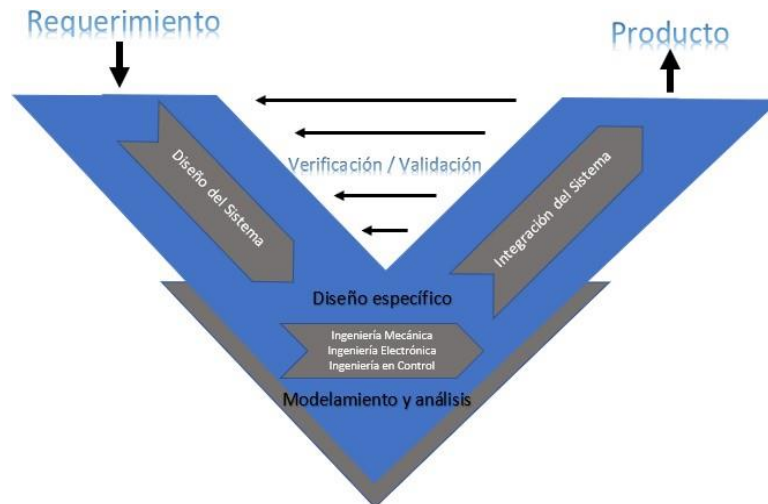 Requerimiento
Producto
Verificación / Validación
Diseño del Sistema
Integración del Sistema
Diseño específico
Ingeniería Mecánica
Ingeniería Electrónica
Ingeniería en Control
Modelamiento y análisis